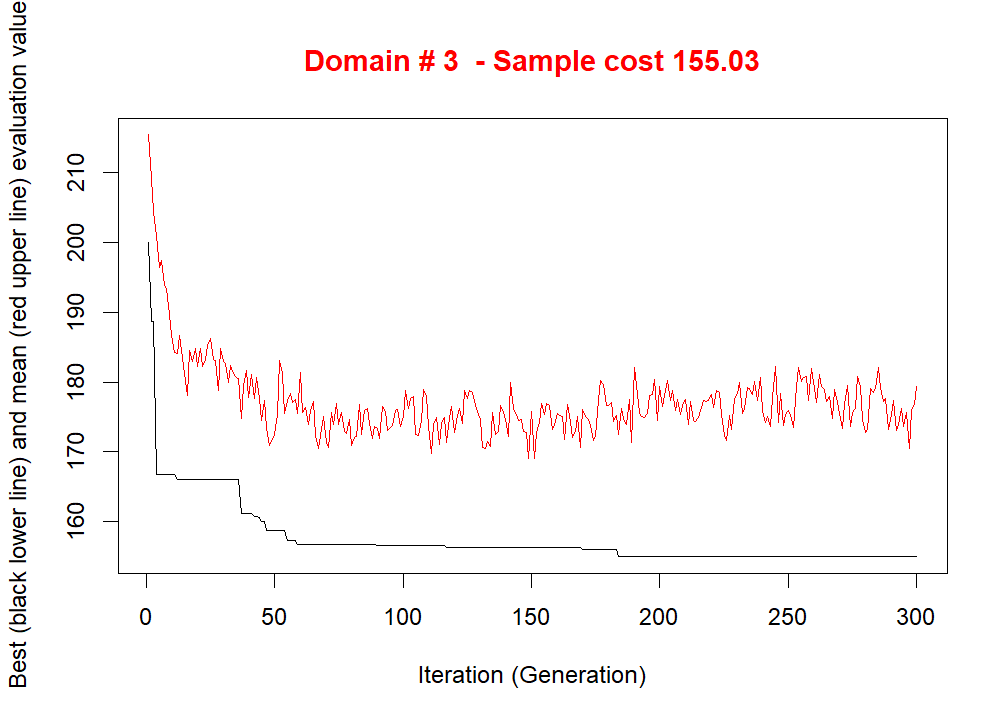 Domain # 3  - Sample cost 155.03
Best (black lower line) and mean (red upper line) evaluation value
210
200
190
180
170
160
0 50 100 150 200 250 300
Iteration (Generation)